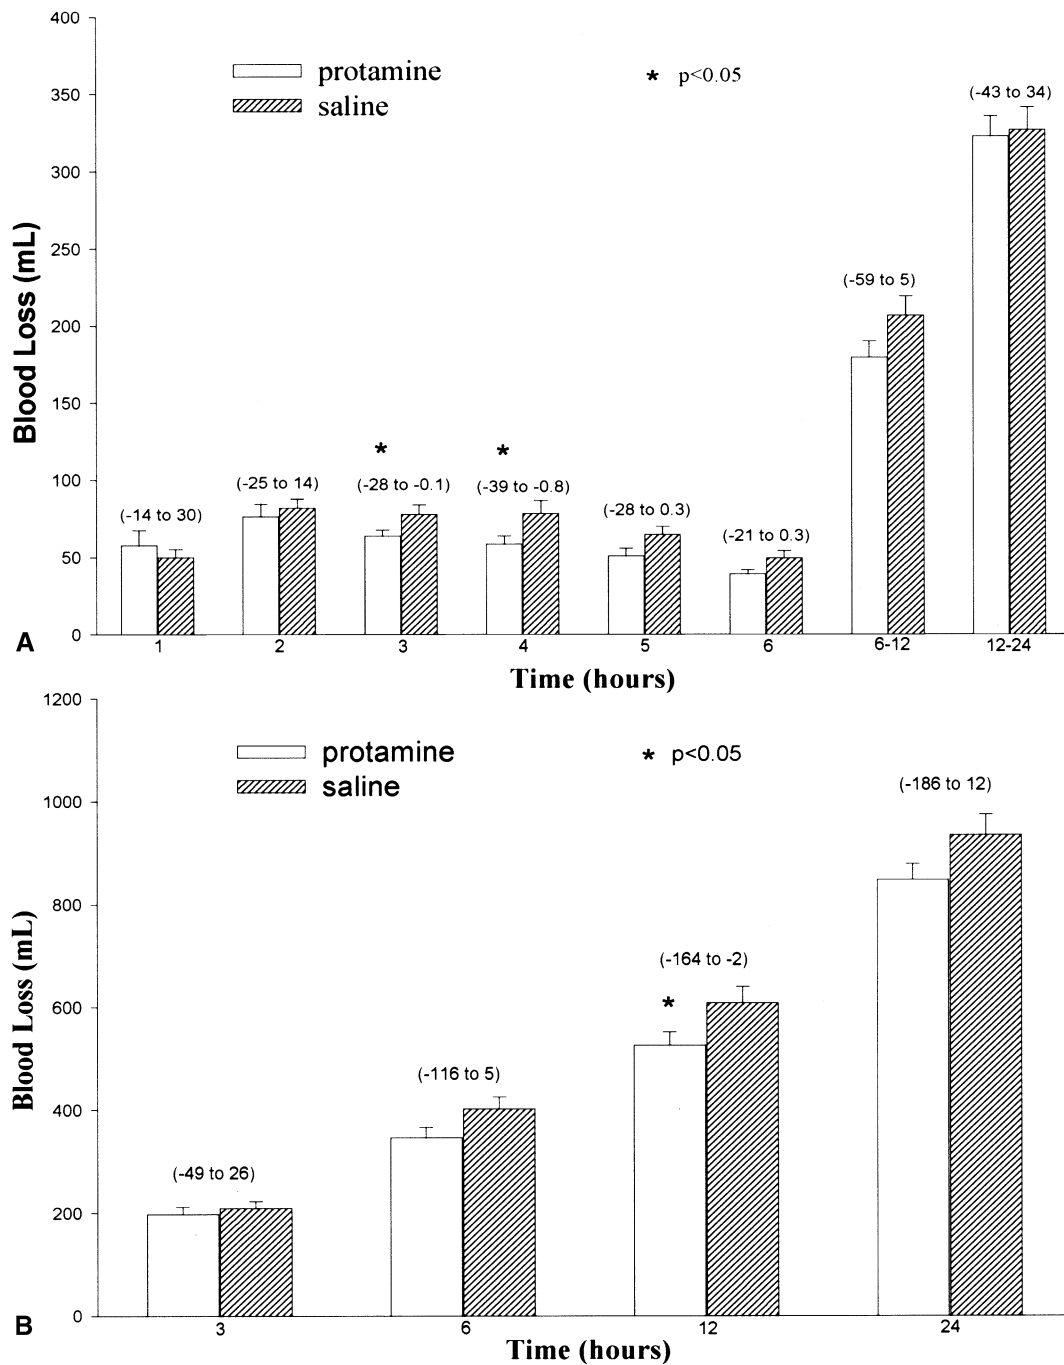 400
350
300
250
200
150
100
50
0
Blood Loss (mL)
protamine
saline
* p<0.05
(-14 to 30)
(-25 to 14)
*
(-28 to -0.1)
*
(-39 to -0.8)
(-28 to 0.3)
(-21 to 0.3)
(-59 to 5)
(-43 to 34)
1 2 3 4 5 6 6-12 12-24
A
Time (hours)
1200
1000
800
600
400
200
0
Blood Loss (mL)
protamine
saline
* p<0.05
(-49 to 26)
(-116 to 5)
(-164 to -2)
*
(-186 to 12)
3 6 12 24
B
Time (hours)